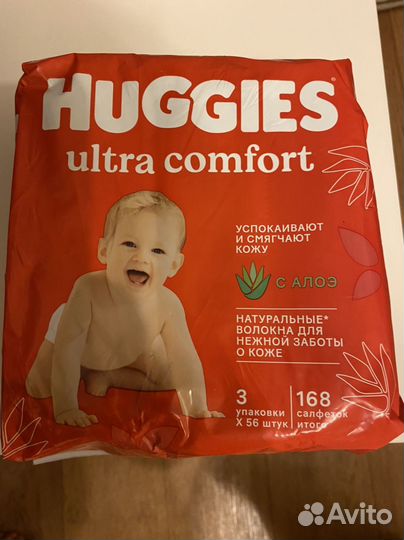 HUGGIES®
ultra comfort
УСПОКАИВАЮТ
И СМЯГЧАЮТ
КОЖУ
С АЛОЭ
НАТУРАЛЬНЫЕ*
ВОЛОКНА ДЛЯ
НЕЖНОЙ ЗАБОТЫ
О КОЖЕ
3
упаковки
Х 56 штук
168
салфеток
итого
Avito